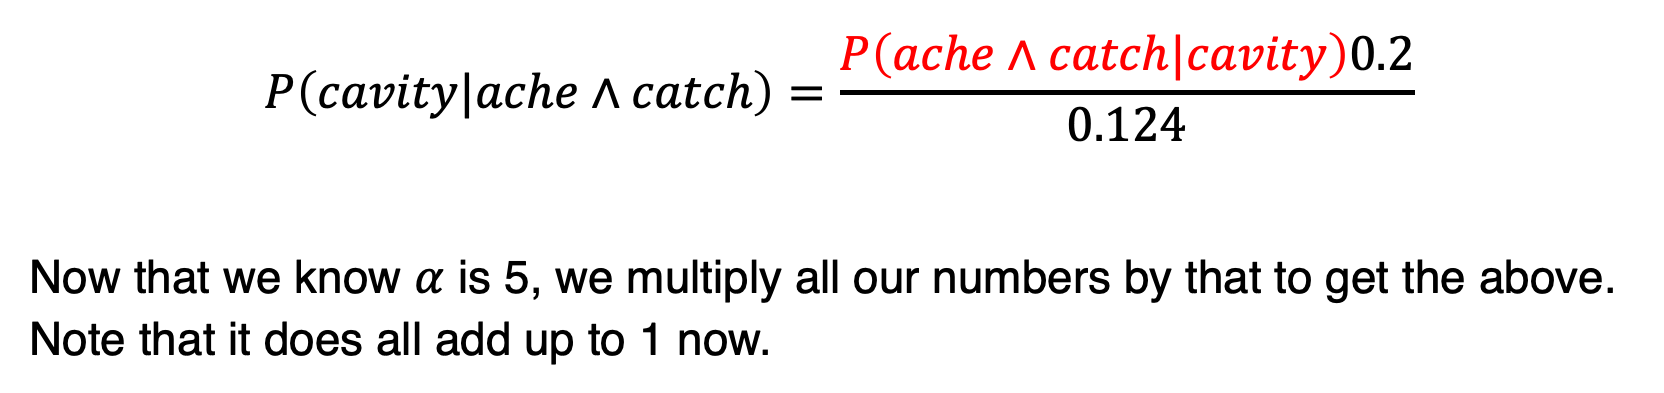 P(cavity|ache ∧ catch) = P(ache ∧ catch|cavity)0.2 / 0.124
Now that we know α is 5, we multiply all our numbers by that to get the above.
Note that it does all add up to 1 now.